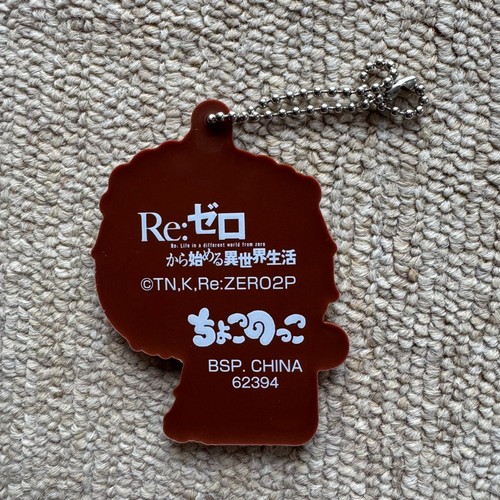 Re:ゼロ
Re: Life in a different world from zero
から始める異世界生活
©TN,K,Re:ZERO2P
ちょこのっこ
BSP. CHINA
62394